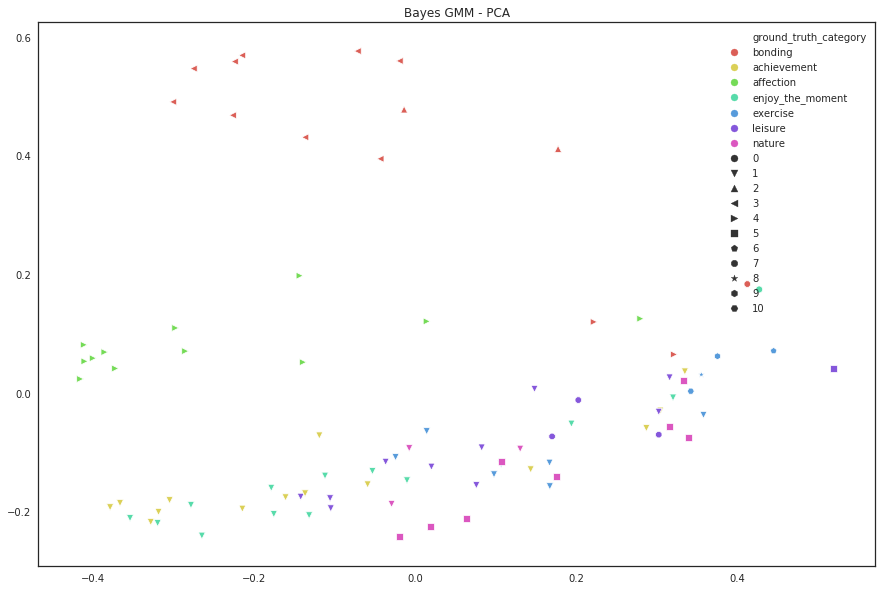 Bayes GMM - PCA
ground_truth_category
bonding
achievement
affection
enjoy_the_moment
exercise
leisure
nature
0
1
2
3
4
5
6
7
8
9
10
0.6
0.4
0.2
0.0
−0.2
−0.4
−0.2
0.0
0.2
0.4